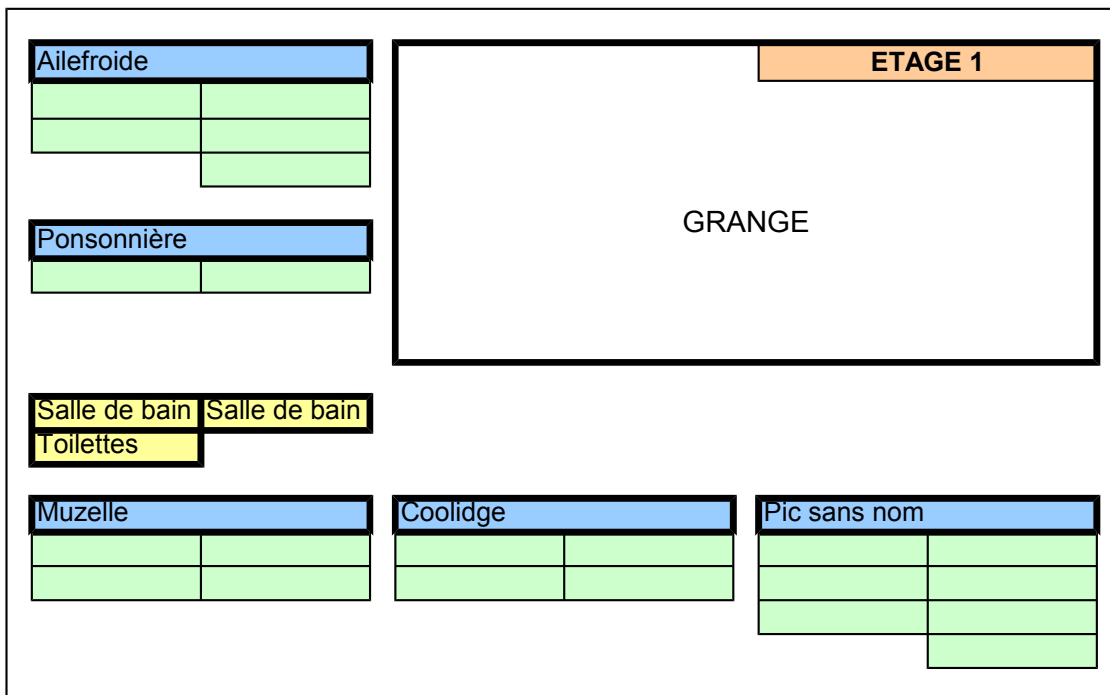 Ailefroide
ETAGE 1
GRANGE
Ponsonnière
Salle de bain Salle de bain
Toilettes
Muzelle
Coolidge
Pic sans nom